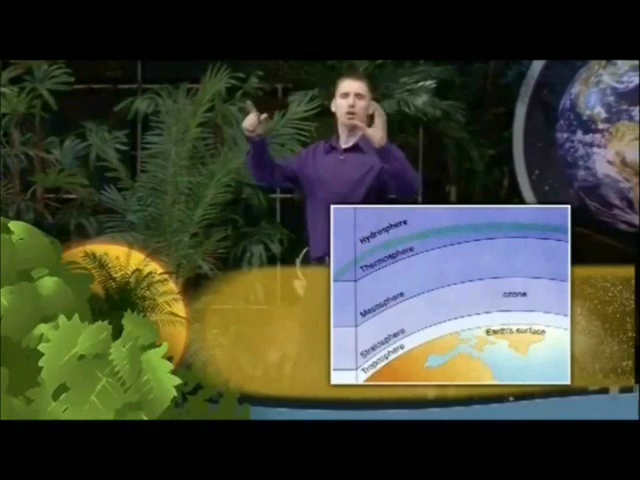 Hydrosphere
Thermosphere
Mesosphere
ozone
Stratosphere
Earth's surface
Troposphere